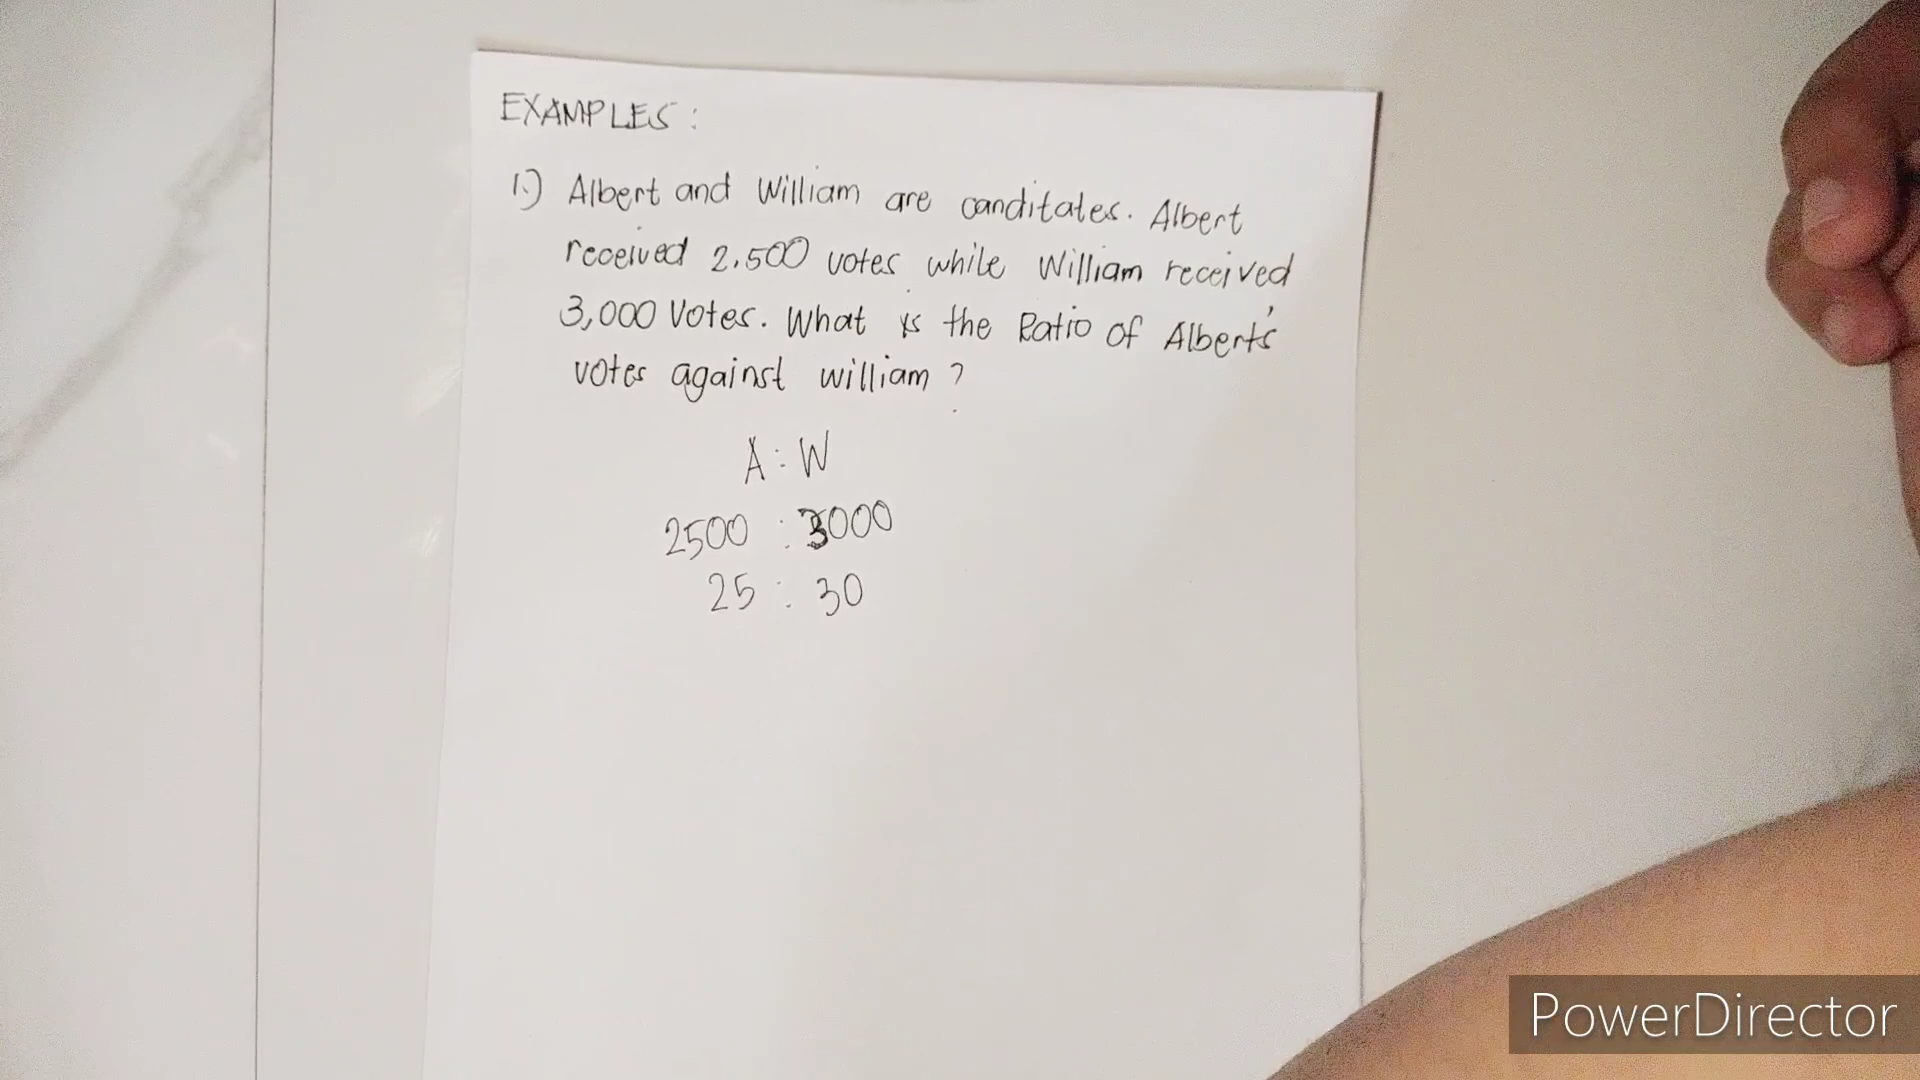 EXAMPLES :
1.) Albert and William are canditates. Albert
received 2,500 votes while William received
3,000 Votes. What is the Ratio of Albert's
votes against william ?
A : W
2500 : 3000
25 : 30
PowerDirector